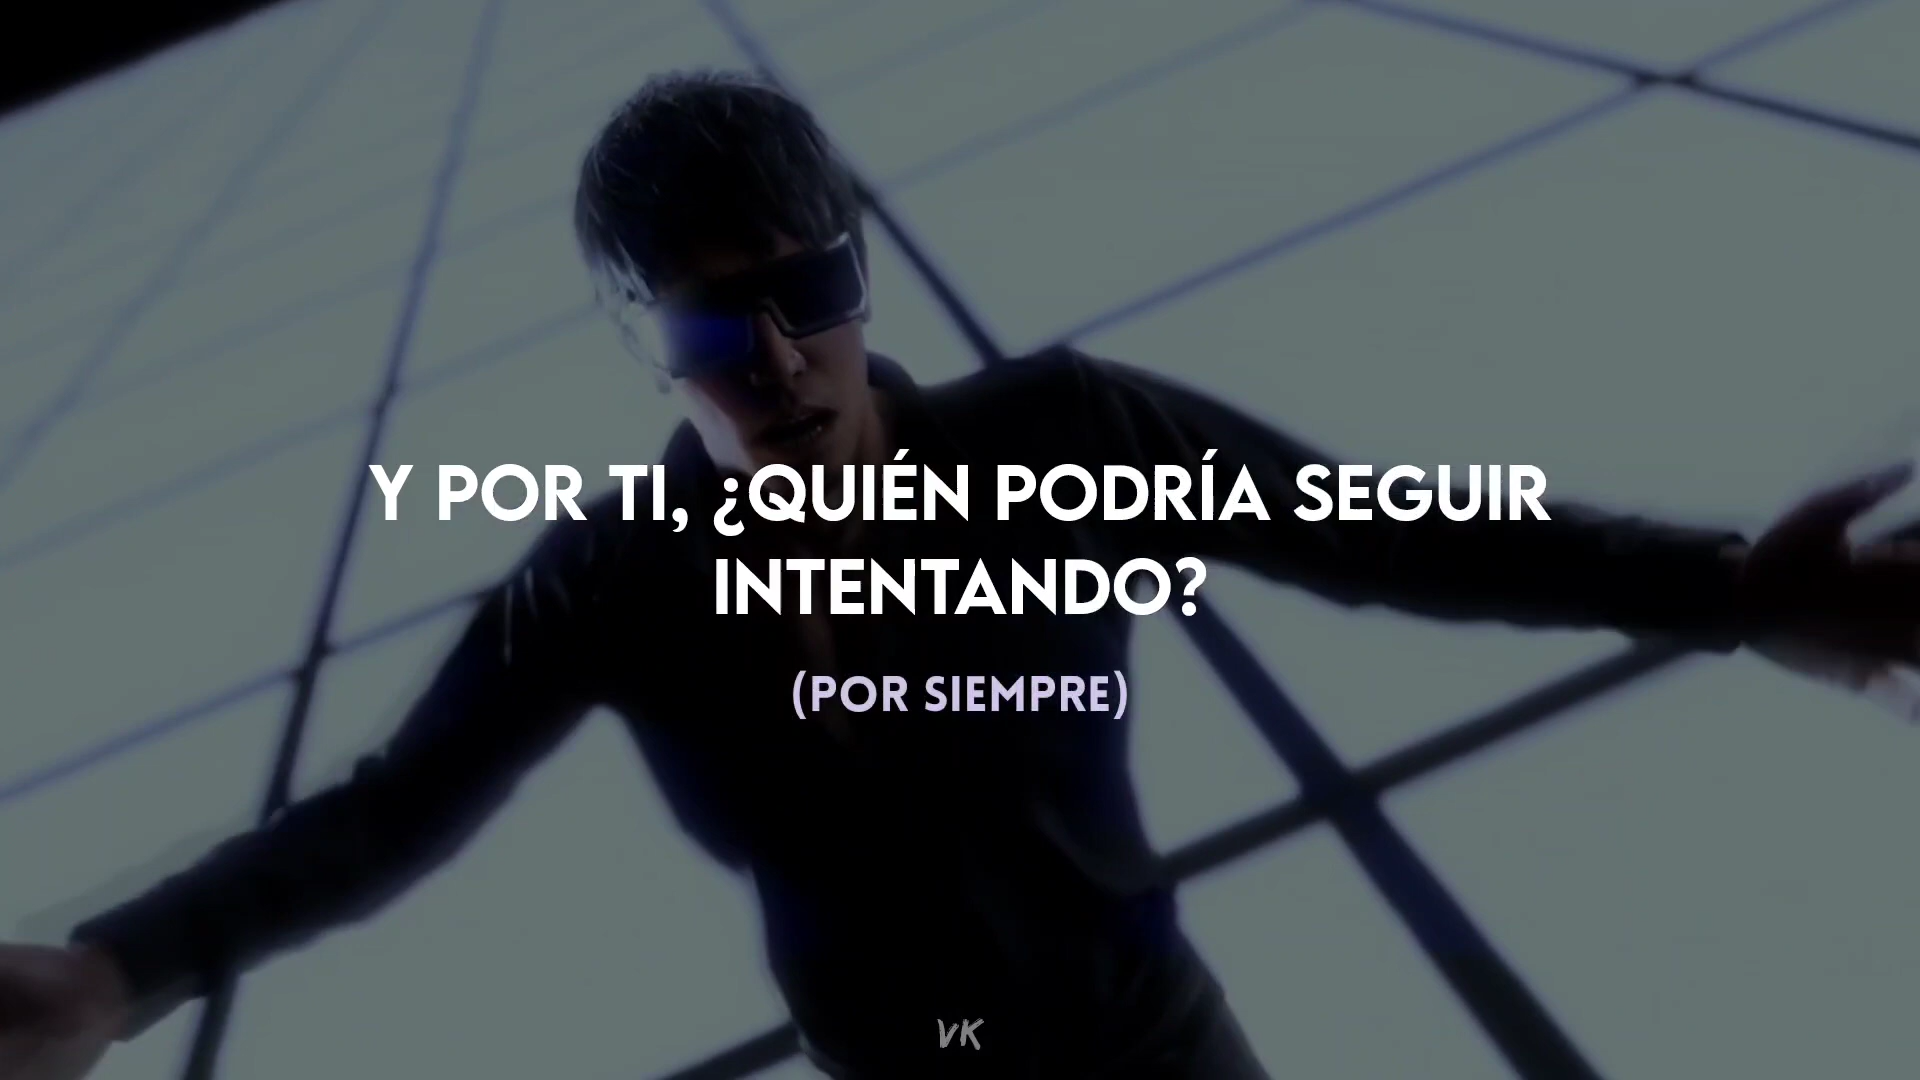 Y POR TI, ¿QUIÉN PODRÍA SEGUIR
INTENTANDO?
(POR SIEMPRE)
VK